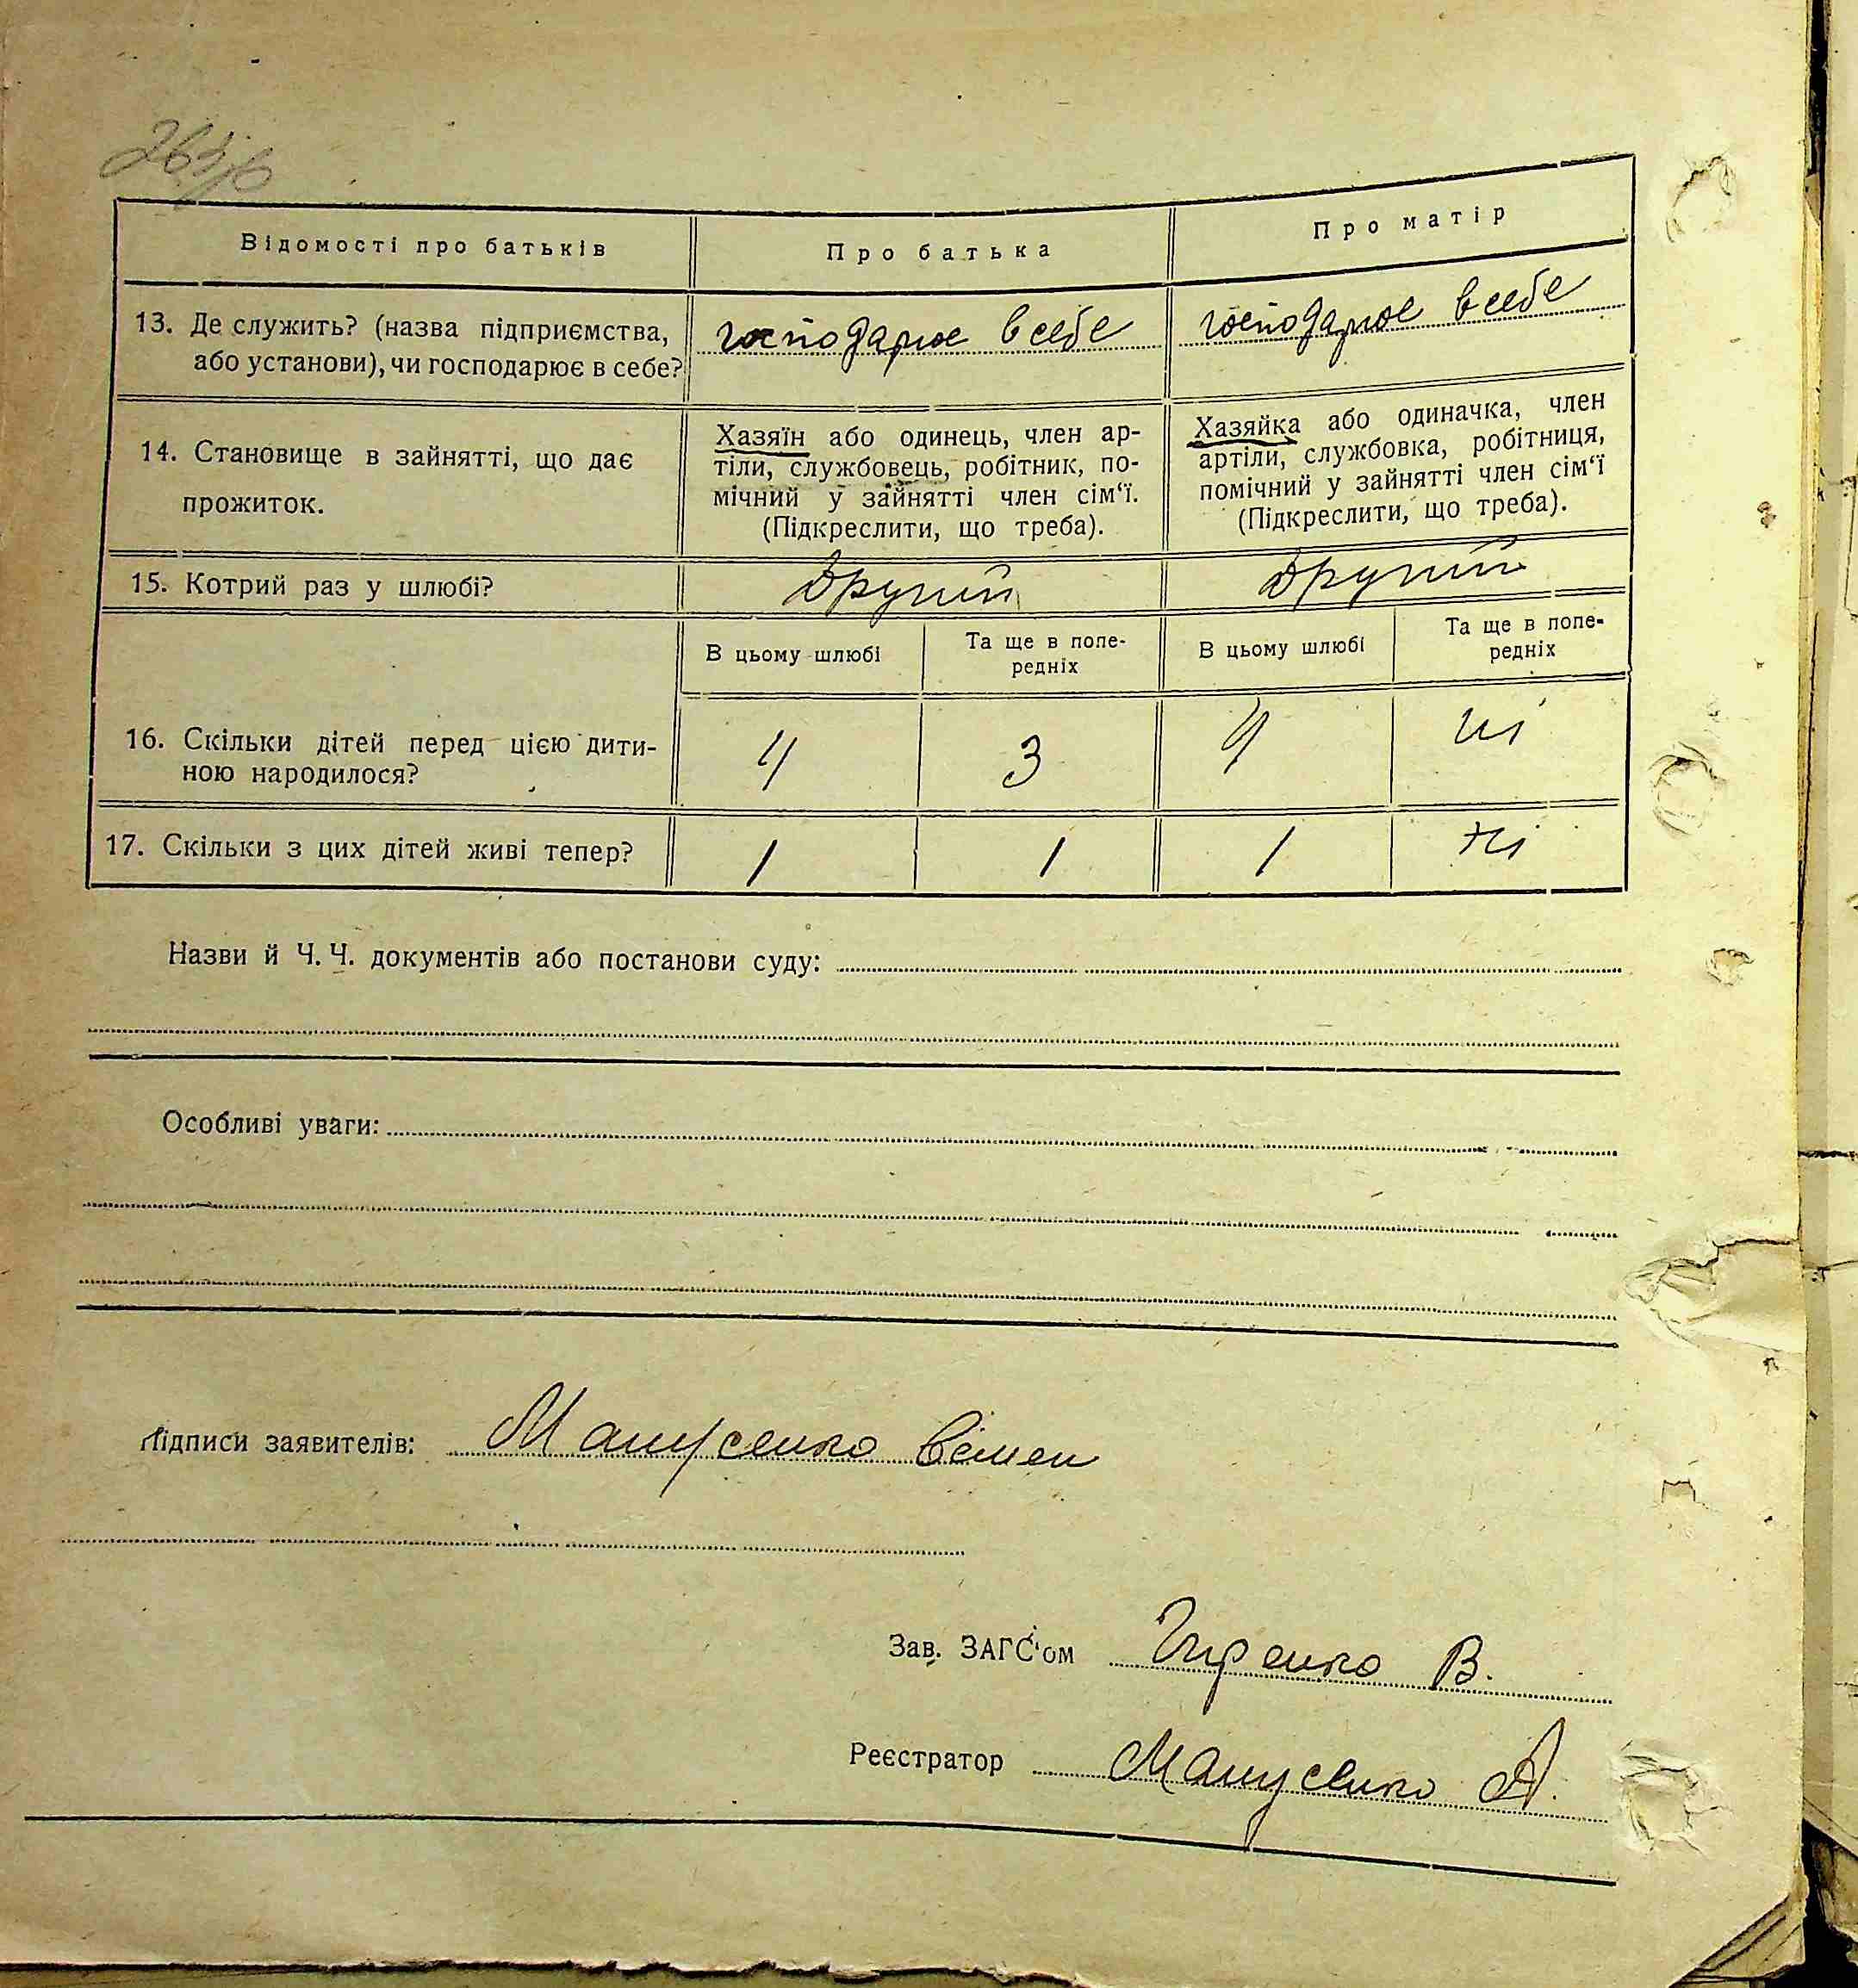 Відомості про батьків
Про батька
Про матір
13. Де служить? (назва підприємства,
або установи), чи господарює в себе?
господарює в себе
господарює в себе
14. Становище в зайнятті, що дає
прожиток.
Хазяїн або одинець, член ар-
тіли, службовець, робітник, по-
мічний у зайнятті член сім'ї.
(Підкреслити, що треба).
Хазяйка або одиначка, член
артіли, службовка, робітниця,
помічний у зайнятті член сім'ї
(Підкреслити, що треба).
15. Котрий раз у шлюбі?
Другий
Другий
В цьому шлюбі
Та ще в попе-
редніх
В цьому шлюбі
Та ще в попе-
редніх
16. Скільки дітей перед цією дити-
ною народилося?
4
3
4
ні
17. Скільки з цих дітей живі тепер?
1
1
1
ні
Назви й Ч. Ч. документів або постанови суду:
Особливі уваги:
Підписи заявителів: Манусенко Семен
Зав. ЗАГС'ом В.
Реєстратор Манусенко А.